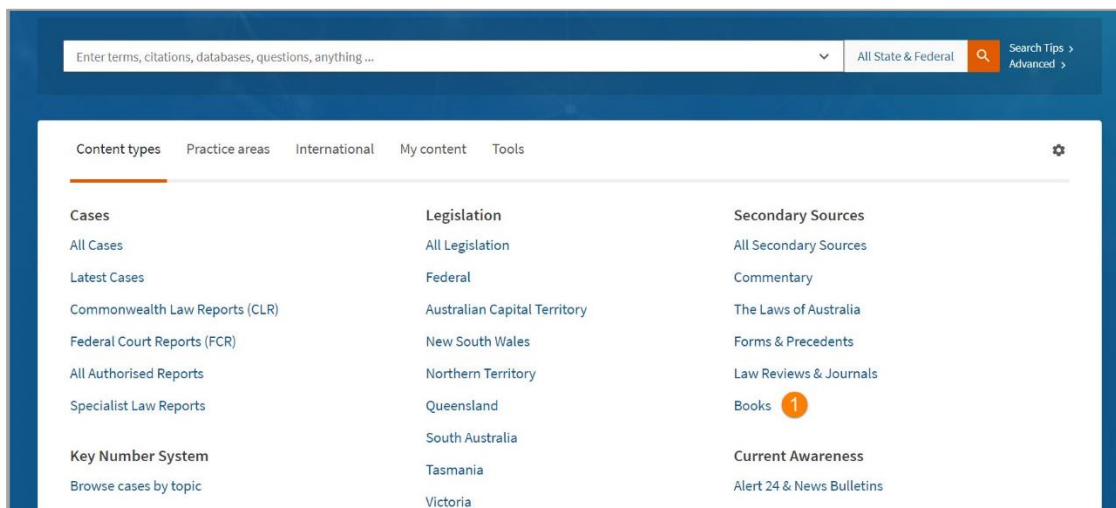 Enter terms, citations, databases, questions, anything ...
All State & Federal
Search Tips >
Advanced >
Content types
Practice areas
International
My content
Tools
Cases
All Cases
Latest Cases
Commonwealth Law Reports (CLR)
Federal Court Reports (FCR)
All Authorised Reports
Specialist Law Reports
Key Number System
Browse cases by topic
Legislation
All Legislation
Federal
Australian Capital Territory
New South Wales
Northern Territory
Queensland
South Australia
Tasmania
Victoria
Secondary Sources
All Secondary Sources
Commentary
The Laws of Australia
Forms & Precedents
Law Reviews & Journals
Books 1
Current Awareness
Alert 24 & News Bulletins